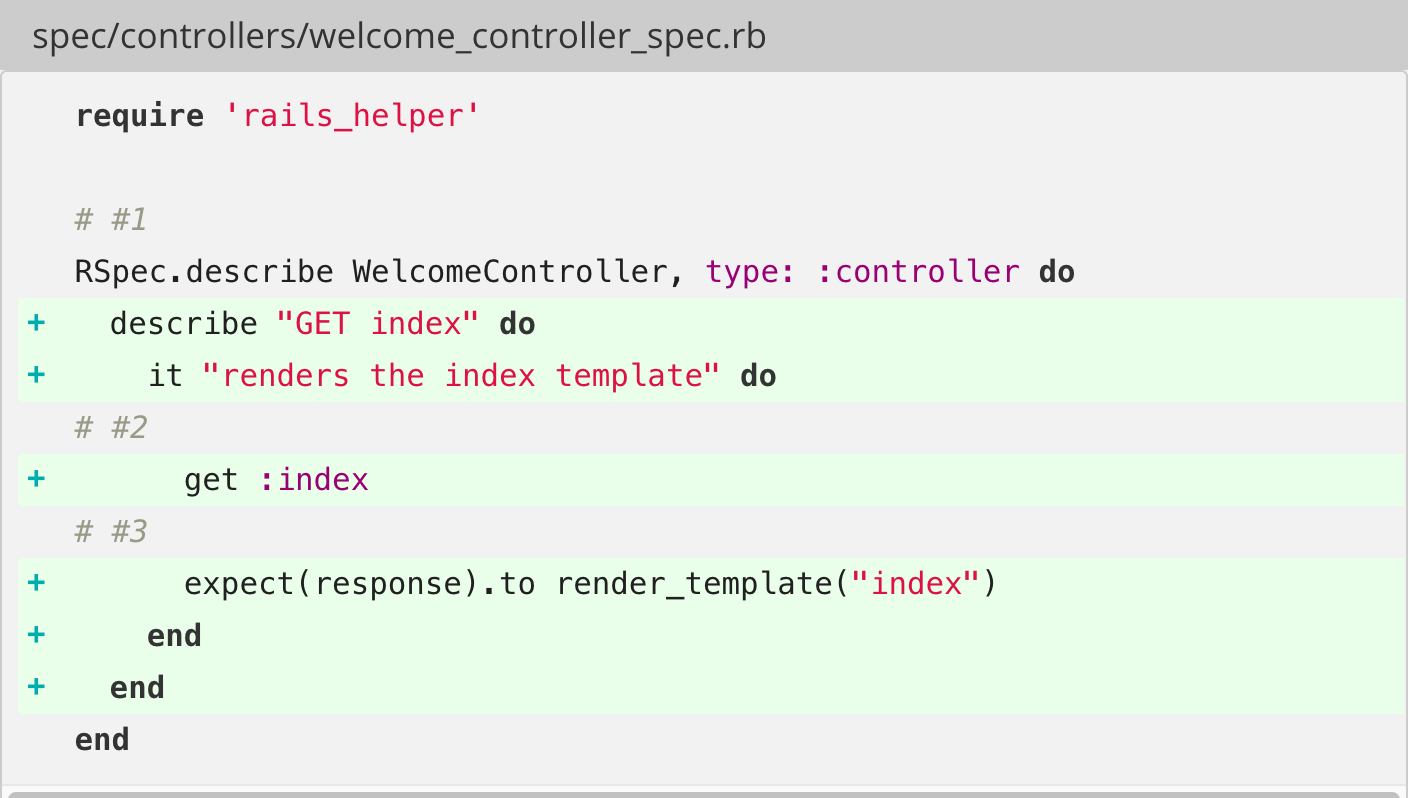 spec/controllers/welcome_controller_spec.rb
require 'rails_helper'
# #1
RSpec.describe WelcomeController, type: :controller do
+ describe "GET index" do
+ it "renders the index template" do
# #2
+ get :index
# #3
+ expect(response).to render_template("index")
+ end
+ end
end